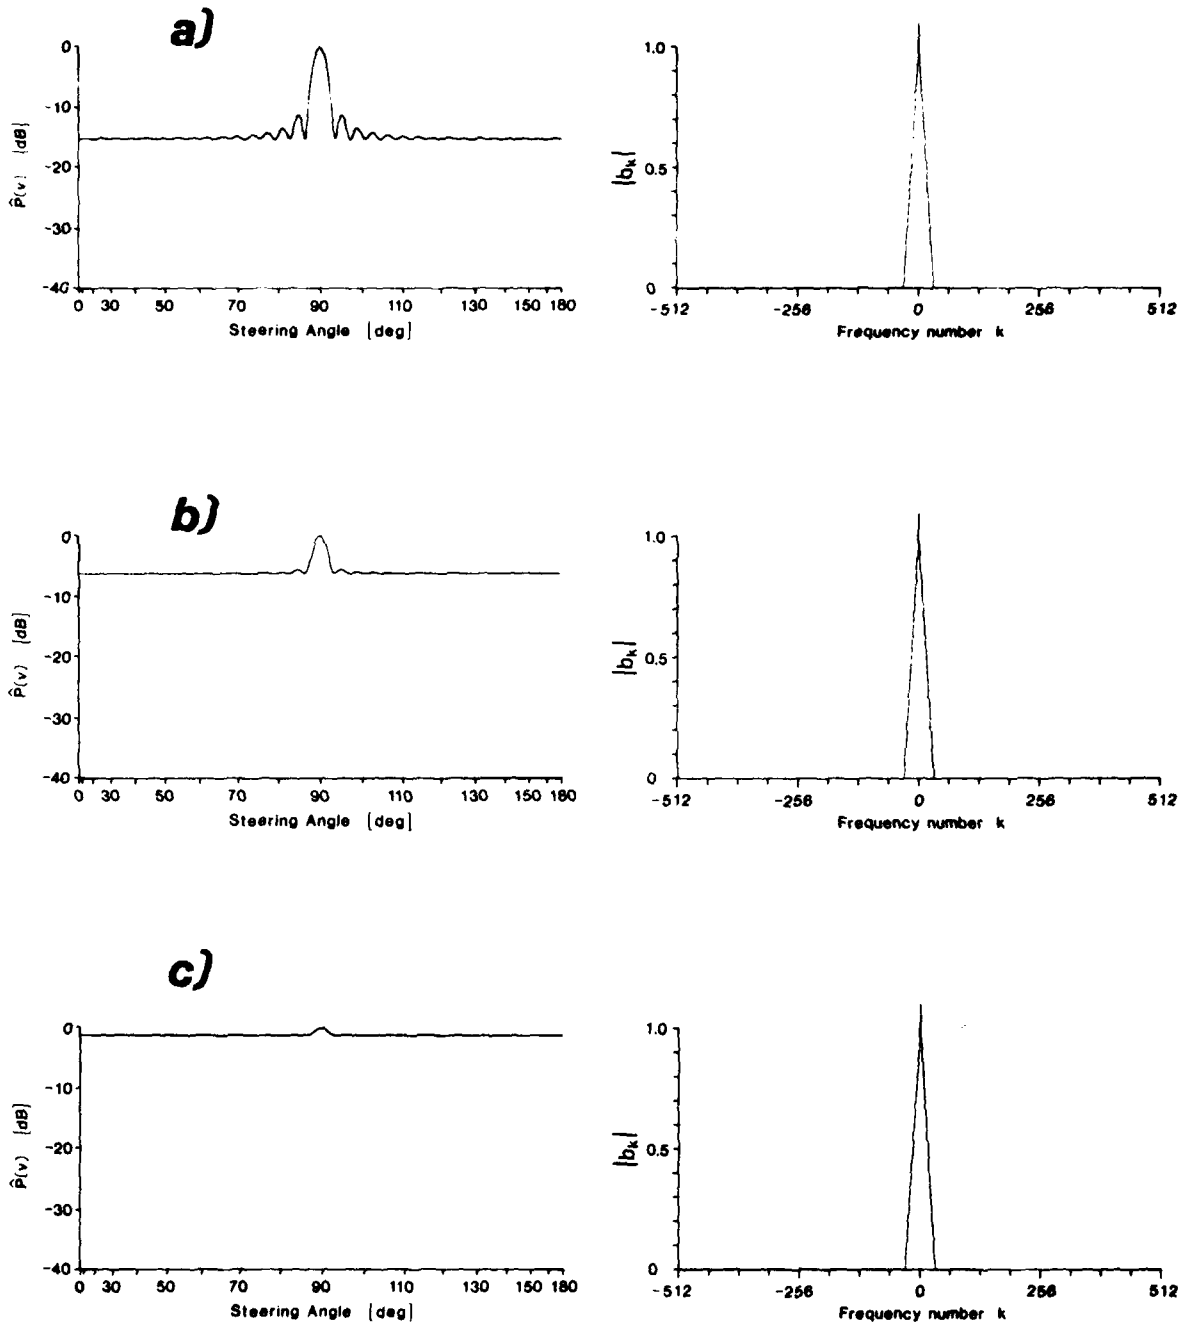 a)
0
-10
-20
-30
-40
P̂(v) [dB]
0 30 50 70 90 110 130 150 180
Steering Angle [deg]
1.0
0.5
0
|bₖ|
-512 -256 0 256 512
Frequency number k
b)
0
-10
-20
-30
-40
P̂(v) [dB]
0 30 50 70 90 110 130 150 180
Steering Angle [deg]
1.0
0.5
0
|bₖ|
-512 -256 0 256 512
Frequency number k
c)
0
-10
-20
-30
-40
P̂(v) [dB]
0 30 50 70 90 110 130 150 180
Steering Angle [deg]
1.0
0.5
0
|bₖ|
-512 -256 0 256 512
Frequency number k